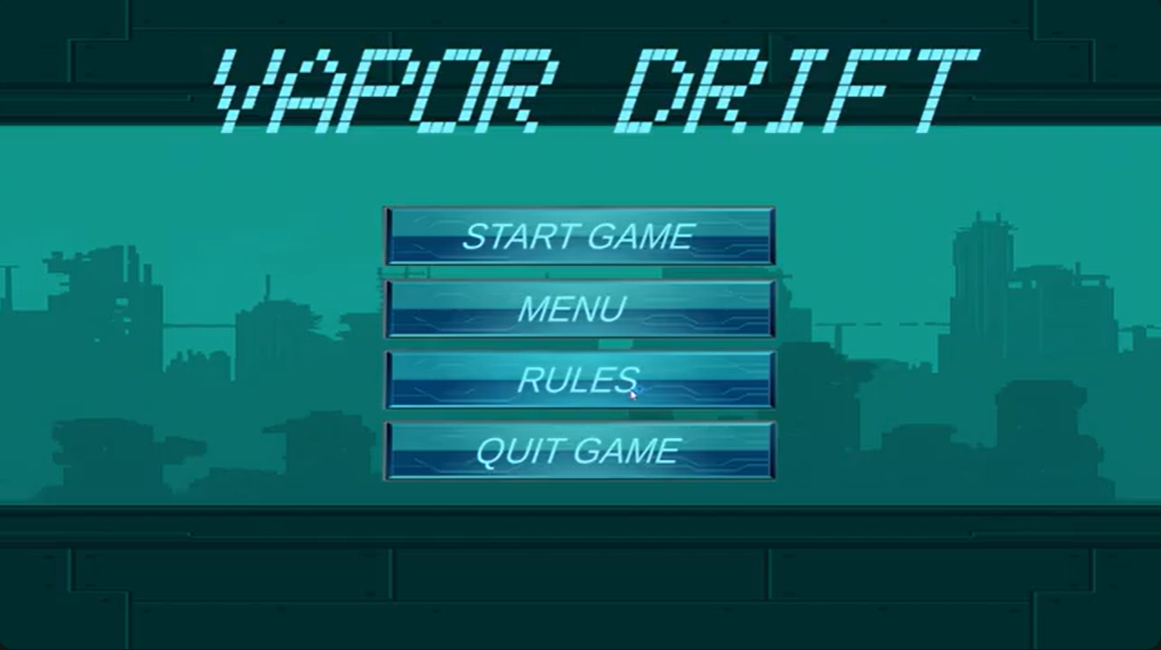 VAPOR DRIFT
START GAME
MENU
RULES
QUIT GAME